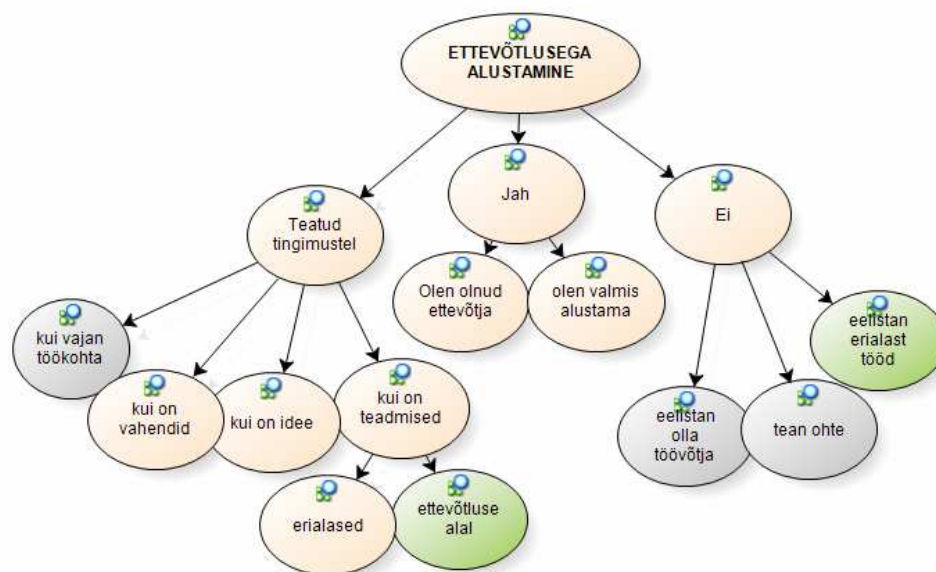 ETTEVÕTLUSEGA
ALUSTAMINE
Teatud
tingimustel
Jah
Ei
kui vajan
töökohta
kui on
vahendid
kui on idee
kui on
teadmised
erialased
ettevõtluse
alal
Olen olnud
ettevõtja
olen valmis
alustama
eelistan
olla
töövõtja
tean ohte
eelistan
erialast
tööd